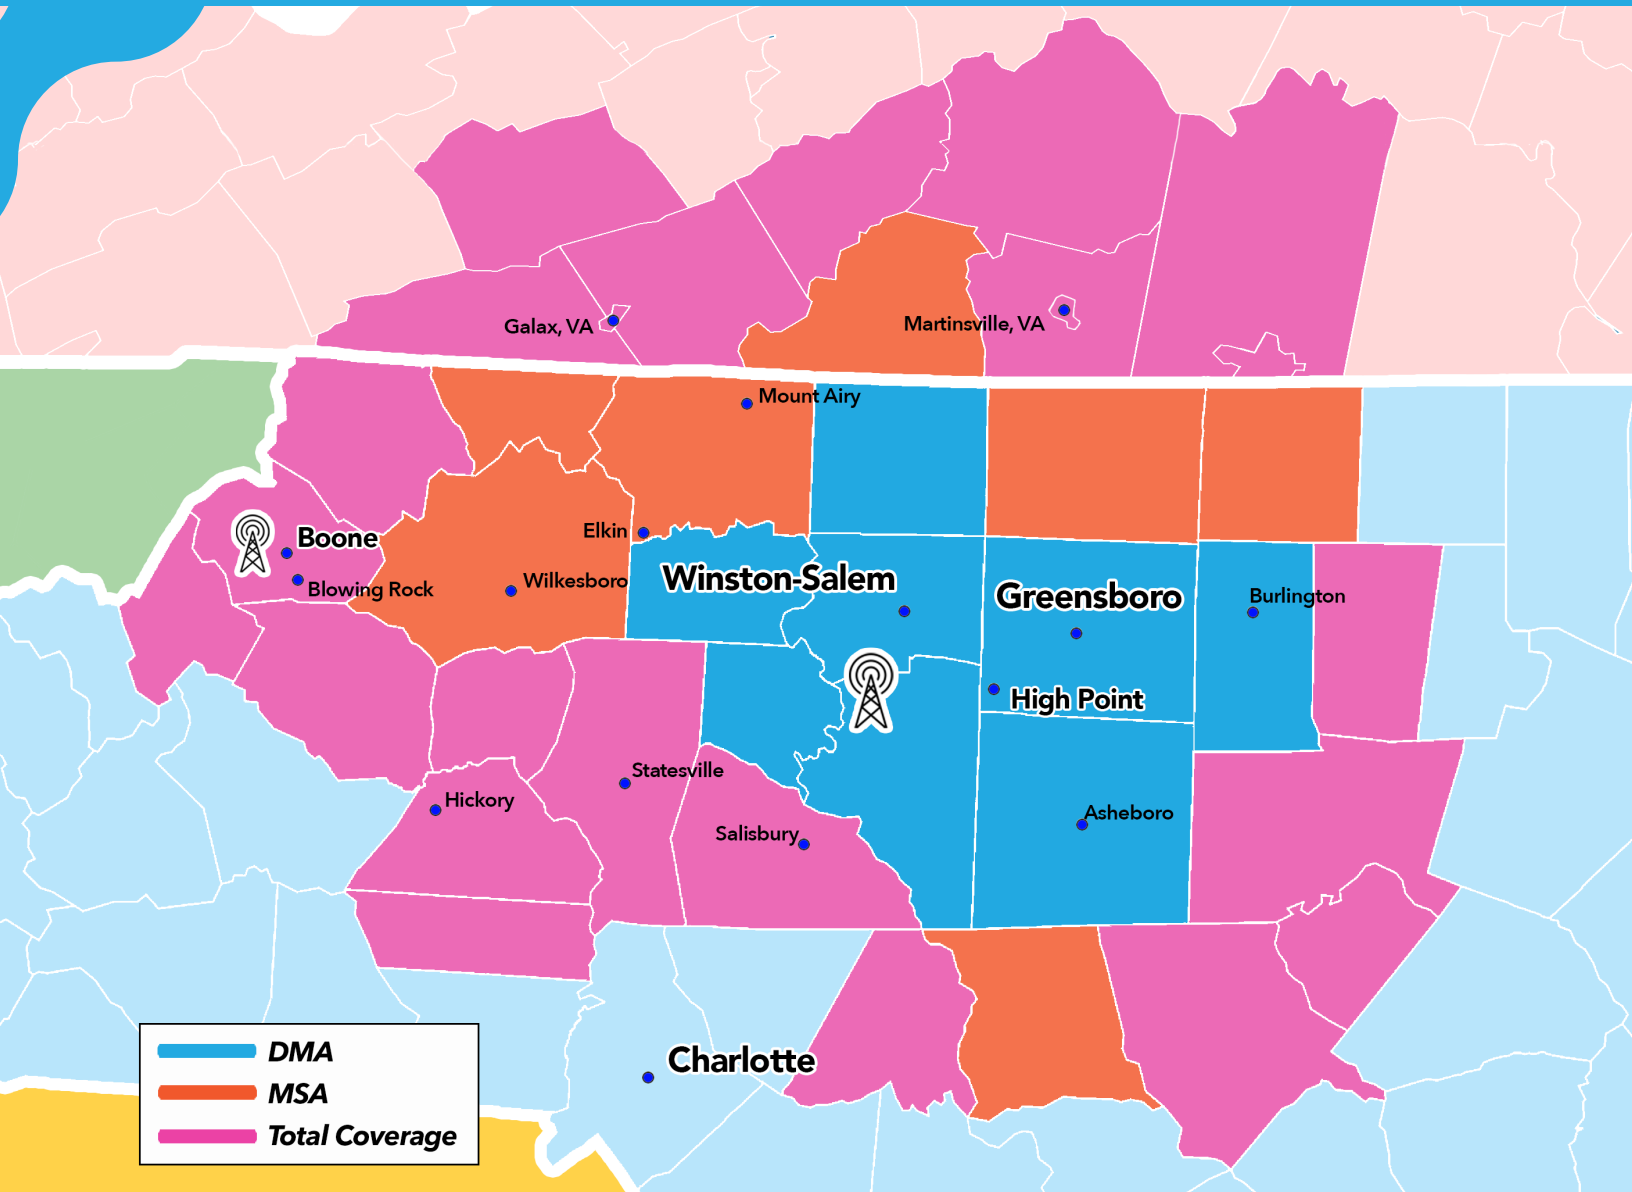 Galax, VA
Martinsville, VA
Mount Airy
Elkin
Boone
Wilkesboro
Blowing Rock
Winston-Salem
Greensboro
Burlington
High Point
Statesville
Hickory
Asheboro
Salisbury
Charlotte
DMA
MSA
Total Coverage